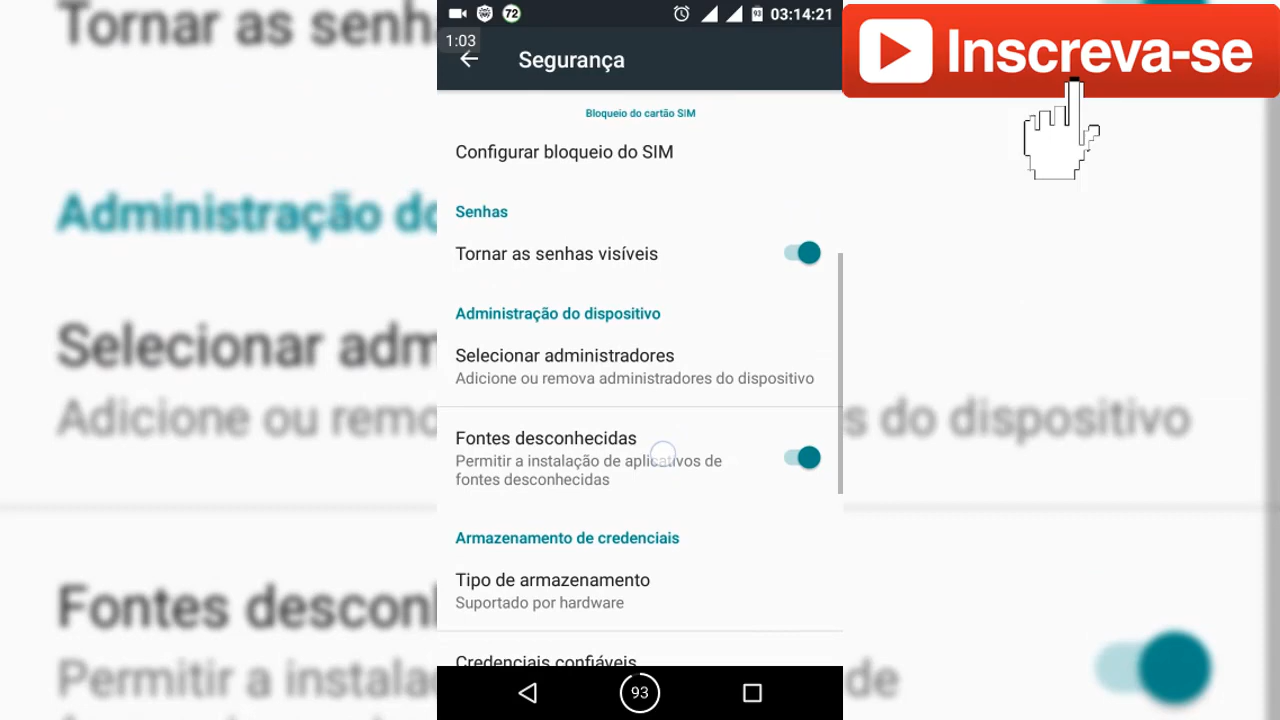 72
93
03:14:21
1:03
Segurança
Inscreva-se
Bloqueio do cartão SIM
Configurar bloqueio do SIM
Senhas
Tornar as senhas visíveis
Administração do dispositivo
Selecionar administradores
Adicione ou remova administradores do dispositivo
Fontes desconhecidas
Permitir a instalação de aplicativos de
fontes desconhecidas
Armazenamento de credenciais
Tipo de armazenamento
Suportado por hardware
Credenciais confiáveis
93
Tornar as senh
Administração do
Selecionar adm
Adicione ou remo
s do dispositivo
Fontes descon
Permitir a instala
de